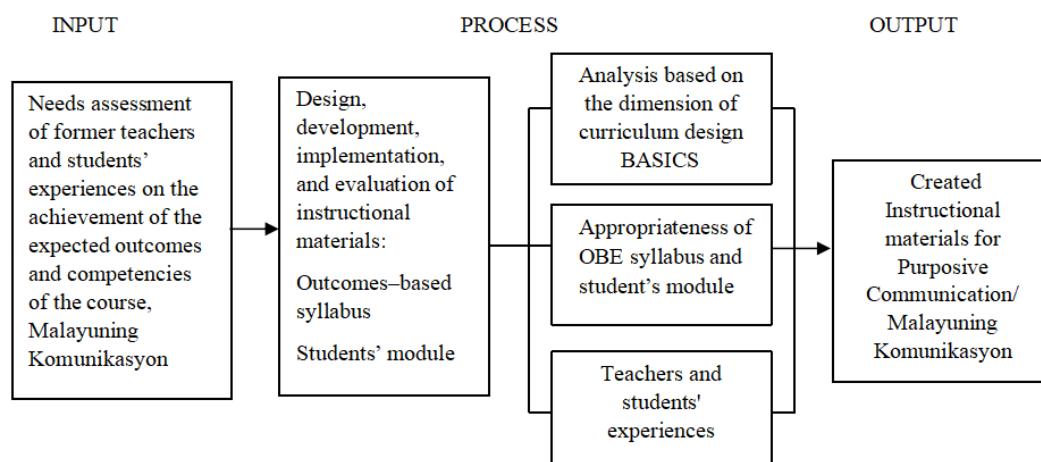 INPUT
PROCESS
OUTPUT
Needs assessment
of former teachers
and students’
experiences on the
achievement of the
expected outcomes
and competencies
of the course,
Malayuning
Komunikasyon
Design,
development,
implementation,
and evaluation of
instructional
materials:
Outcomes–based
syllabus
Students’ module
Analysis based on
the dimension of
curriculum design
BASICS
Appropriateness of
OBE syllabus and
student’s module
Teachers and
students'
experiences
Created
Instructional
materials for
Purposive
Communication/
Malayuning
Komunikasyon